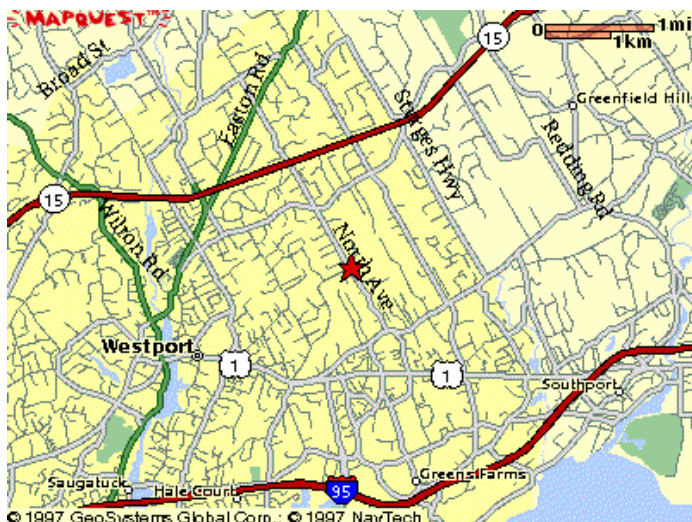 MAPQUEST™
15
0 1mi
1km
Broad St
Easton Rd
Sturges Hwy
Greenfield Hill
Redding Rd
15
Wilton Rd
North Ave
Westport
1
1
Southport
Saugatuck
Hale Court
95
Greens Farms
© 1997 GeoSystems Global Corp.; © 1997 NavTech